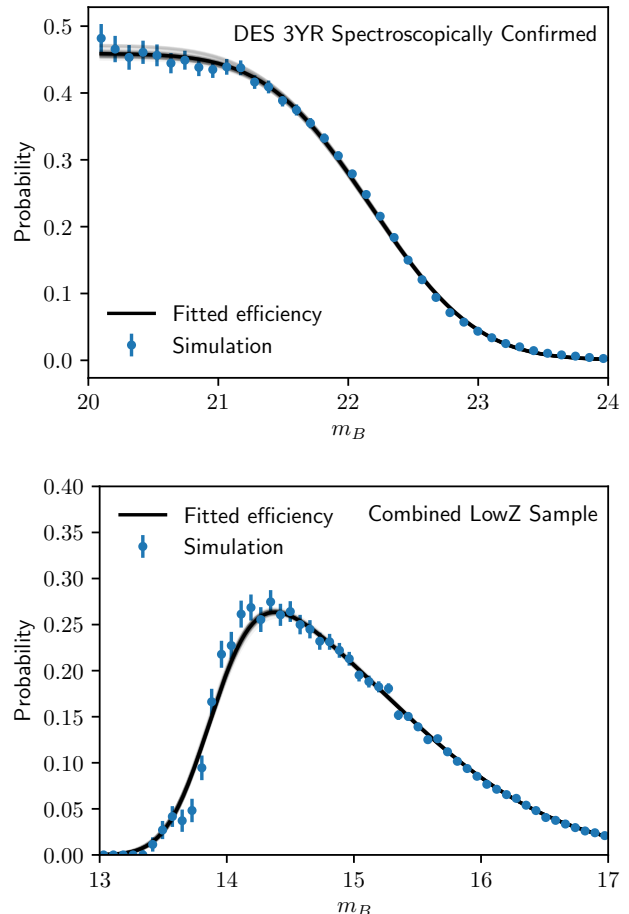 DES 3YR Spectroscopically Confirmed
0.5
0.4
0.3
0.2
0.1
0.0
Probability
Fitted efficiency
Simulation
20 21 22 23 24
m_B
Combined LowZ Sample
0.40
0.35
0.30
0.25
0.20
0.15
0.10
0.05
0.00
Probability
Fitted efficiency
Simulation
13 14 15 16 17
m_B